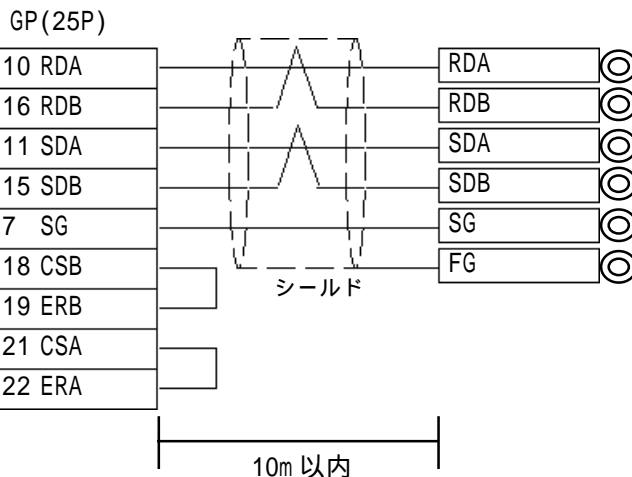 GP(25P)
10 RDA RDA
16 RDB RDB
11 SDA SDA
15 SDB SDB
7 SG SG
18 CSB FG
シールド
19 ERB
21 CSA
22 ERA
10m 以内